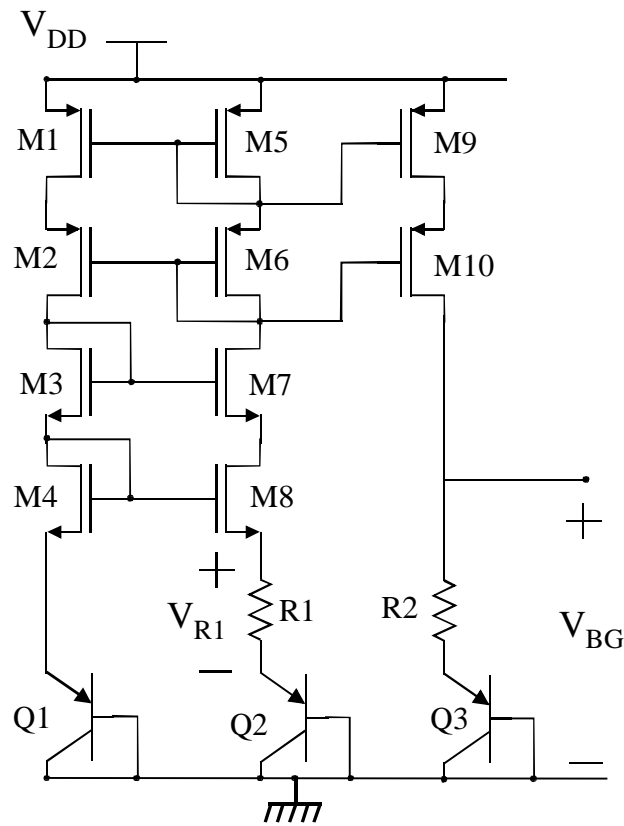 V_DD
M1 M5 M9
M2 M6 M10
M3 M7
M4 M8
+ +
V_R1 R1 R2 V_BG
−
Q1 Q2 Q3
−